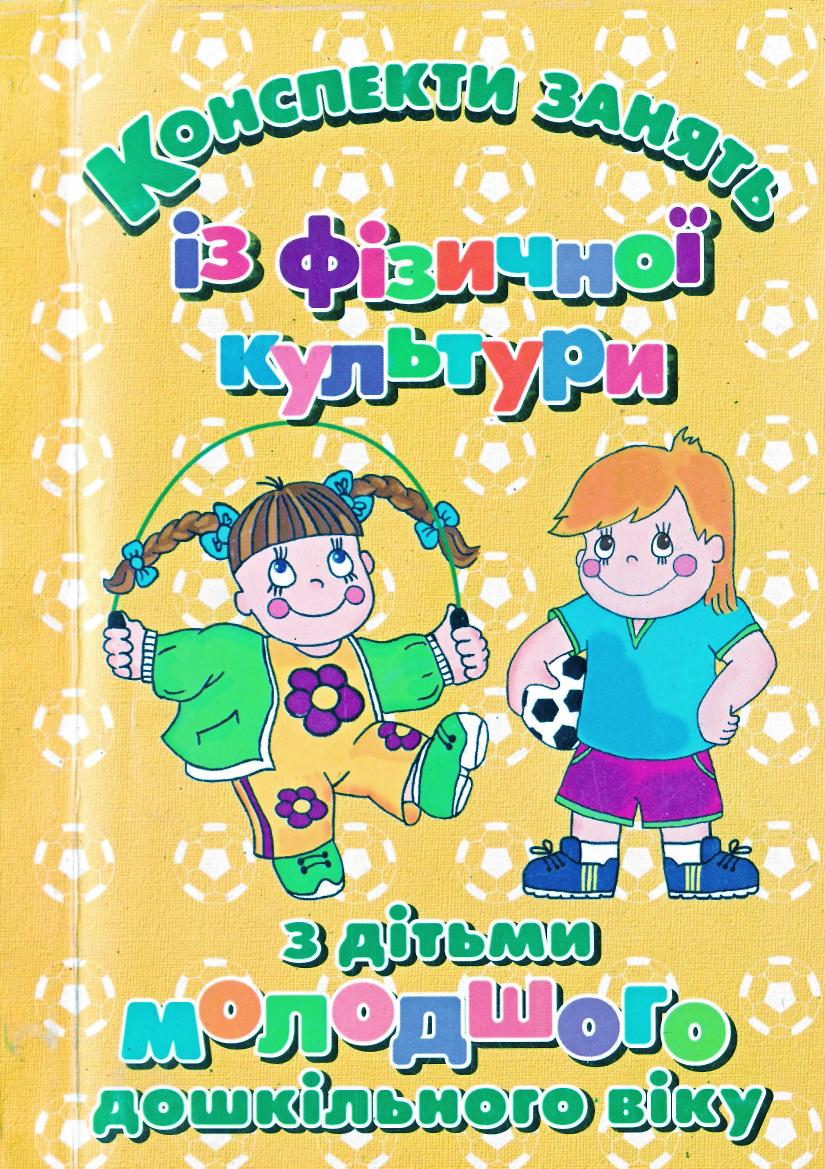 Конспекти занять
із фізичної
культури
з дітьми
молодшого
дошкільного віку